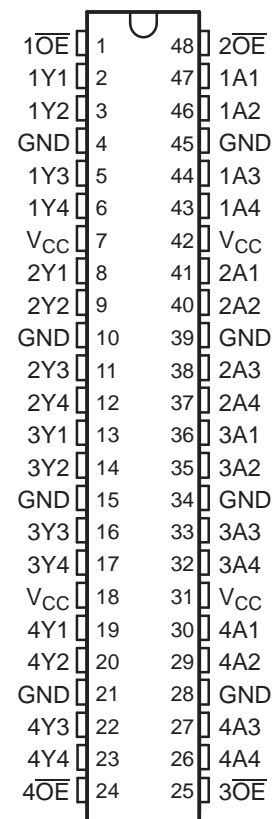 1O̅E̅ 1 48 2O̅E̅
1Y1 2 47 1A1
1Y2 3 46 1A2
GND 4 45 GND
1Y3 5 44 1A3
1Y4 6 43 1A4
VCC 7 42 VCC
2Y1 8 41 2A1
2Y2 9 40 2A2
GND 10 39 GND
2Y3 11 38 2A3
2Y4 12 37 2A4
3Y1 13 36 3A1
3Y2 14 35 3A2
GND 15 34 GND
3Y3 16 33 3A3
3Y4 17 32 3A4
VCC 18 31 VCC
4Y1 19 30 4A1
4Y2 20 29 4A2
GND 21 28 GND
4Y3 22 27 4A3
4Y4 23 26 4A4
4O̅E̅ 24 25 3O̅E̅